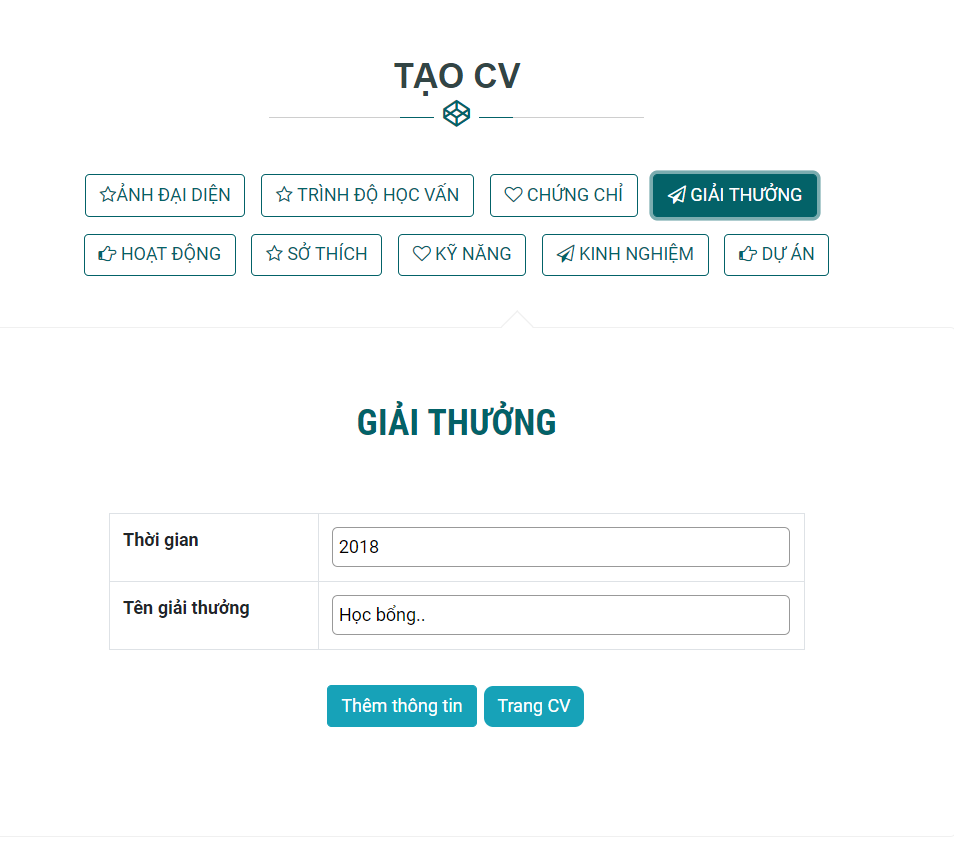 TẠO CV
ẢNH ĐẠI DIỆN TRÌNH ĐỘ HỌC VẤN CHỨNG CHỈ GIẢI THƯỞNG
HOẠT ĐỘNG SỞ THÍCH KỸ NĂNG KINH NGHIỆM DỰ ÁN
GIẢI THƯỞNG
Thời gian 2018
Tên giải thưởng Học bổng..
Thêm thông tin Trang CV